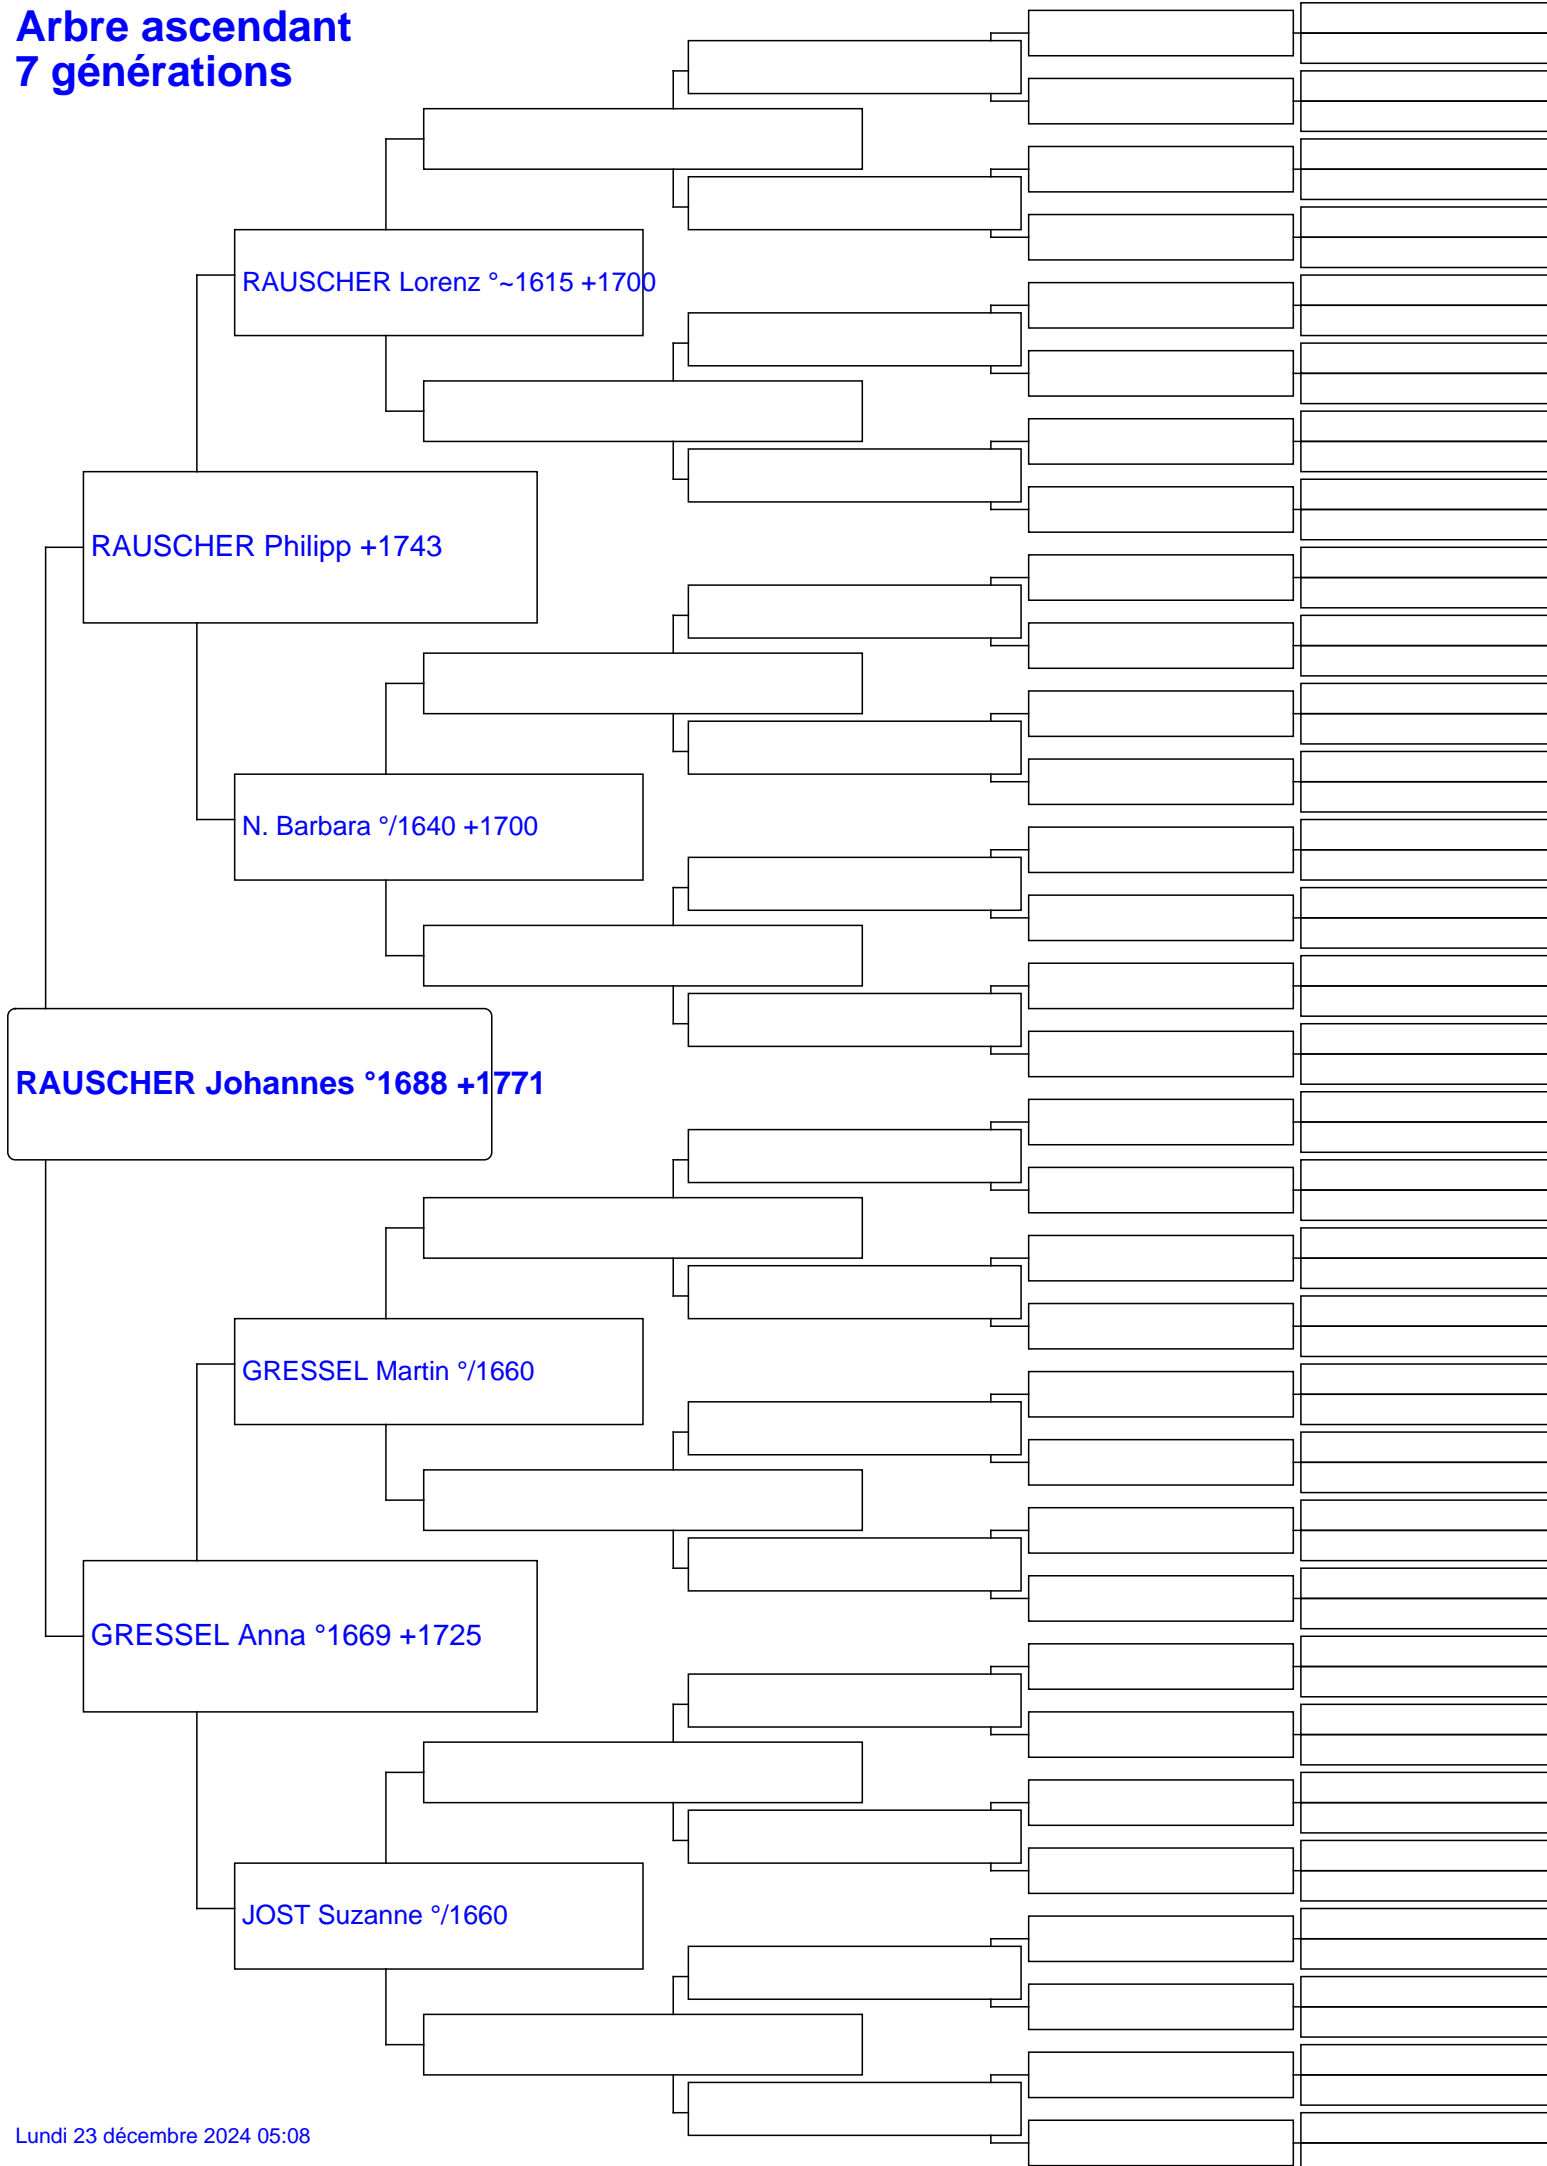 Arbre ascendant
7 générations
RAUSCHER Lorenz °~1615 +1700
RAUSCHER Philipp +1743
N. Barbara °/1640 +1700
RAUSCHER Johannes °1688 +1771
GRESSEL Martin °/1660
GRESSEL Anna °1669 +1725
JOST Suzanne °/1660
Lundi 23 décembre 2024 05:08